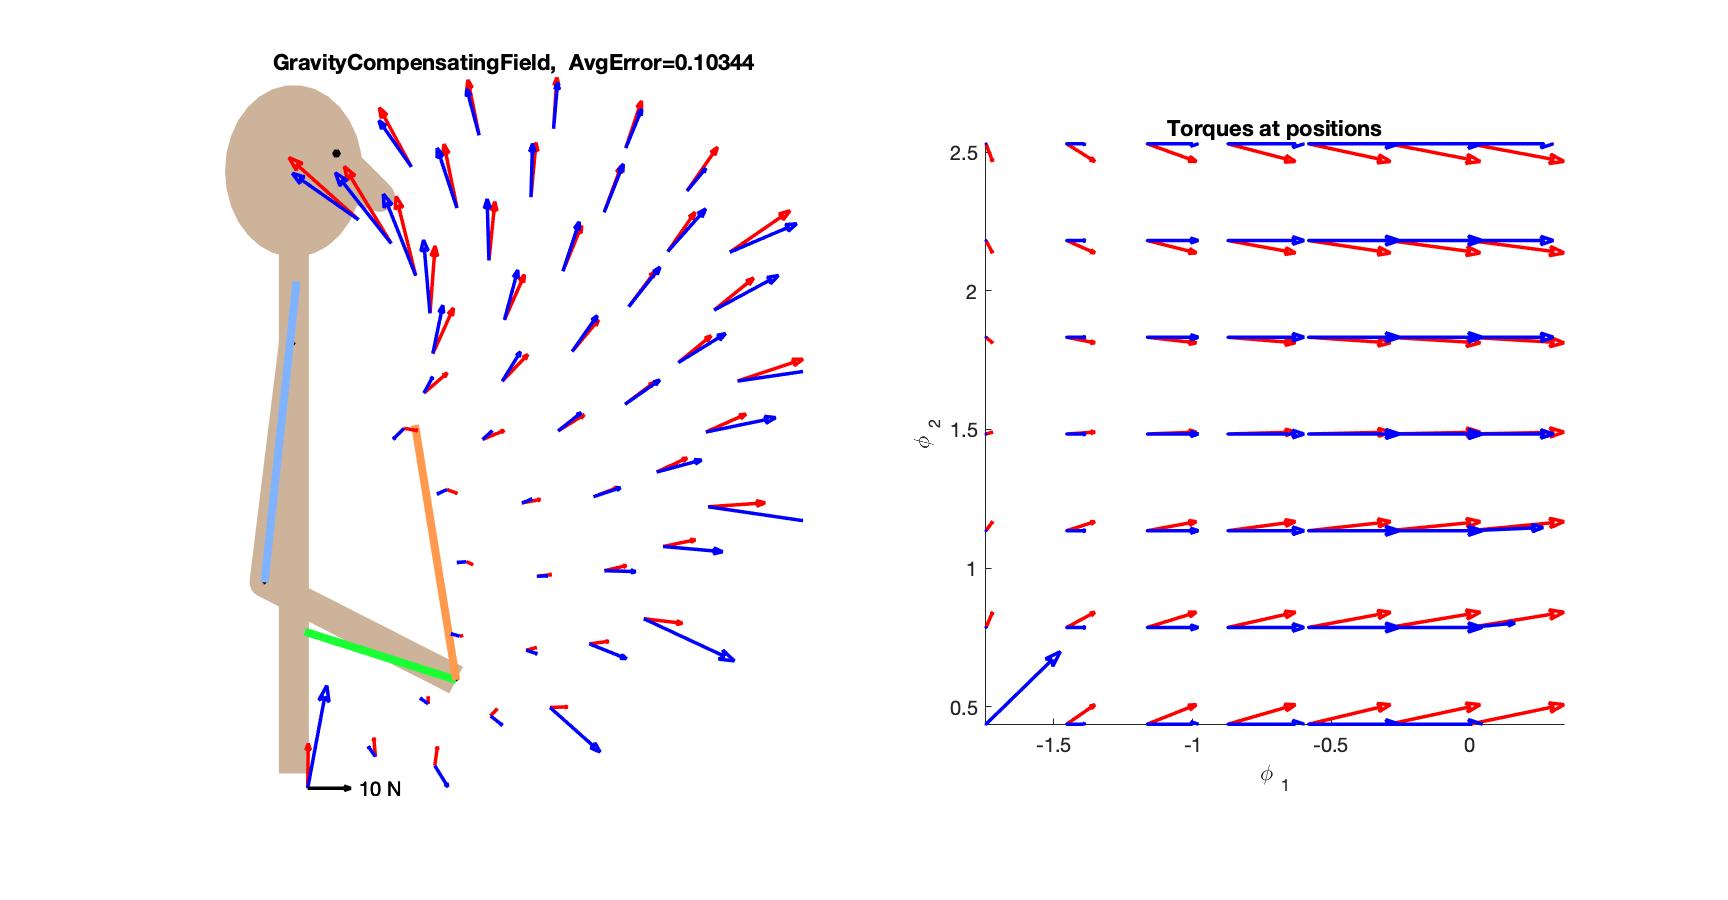 GravityCompensatingField,  AvgError=0.10344
10 N
Torques at positions
2.5
2
1.5
1
0.5
ϕ 2
-1.5
-1
-0.5
0
ϕ 1